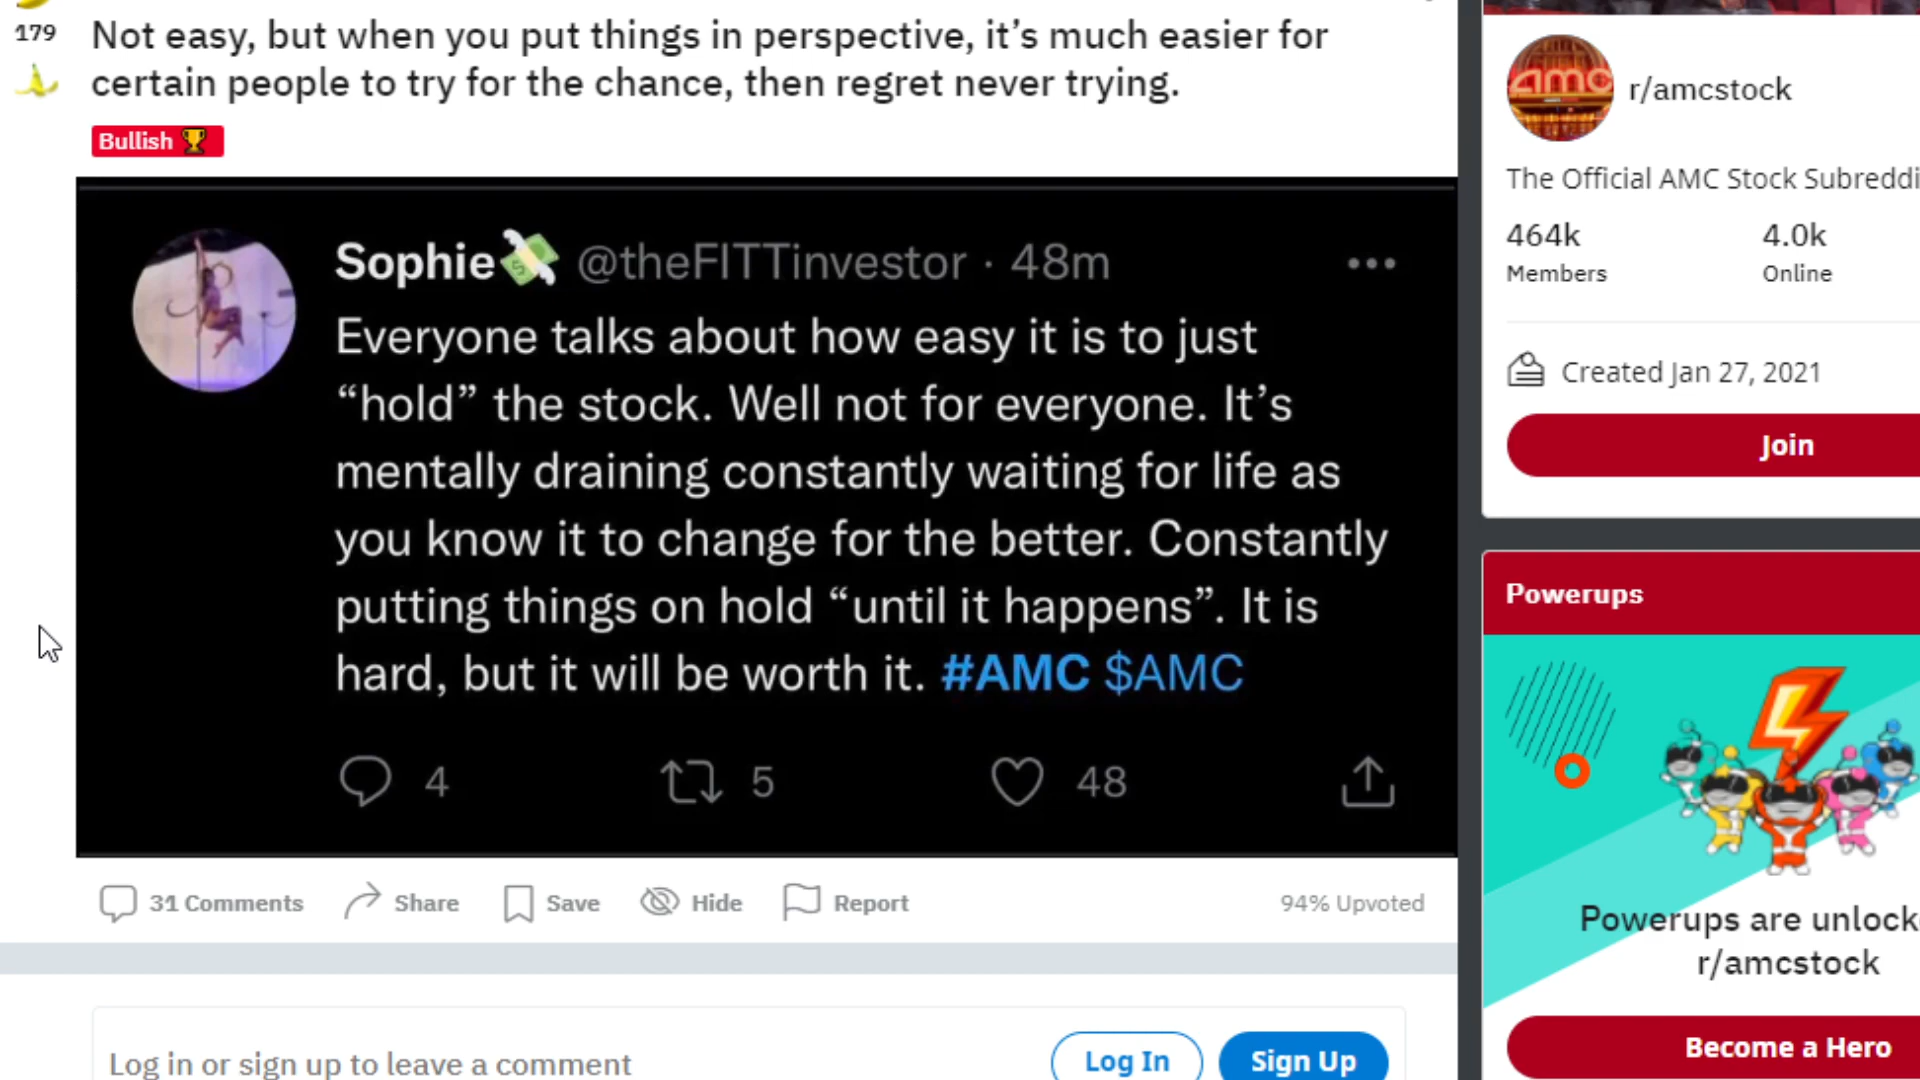 179
Not easy, but when you put things in perspective, it’s much easier for
certain people to try for the chance, then regret never trying.
Bullish
Sophie @theFITTinvestor · 48m
Everyone talks about how easy it is to just
“hold” the stock. Well not for everyone. It’s
mentally draining constantly waiting for life as
you know it to change for the better. Constantly
putting things on hold “until it happens”. It is
hard, but it will be worth it. #AMC $AMC
4 5 48
31 Comments Share Save Hide Report 94% Upvoted
Log in or sign up to leave a comment
Log In Sign Up
amc
r/amcstock
The Official AMC Stock Subreddi
464k 4.0k
Members Online
Created Jan 27, 2021
Join
Powerups
Powerups are unlock
r/amcstock
Become a Hero